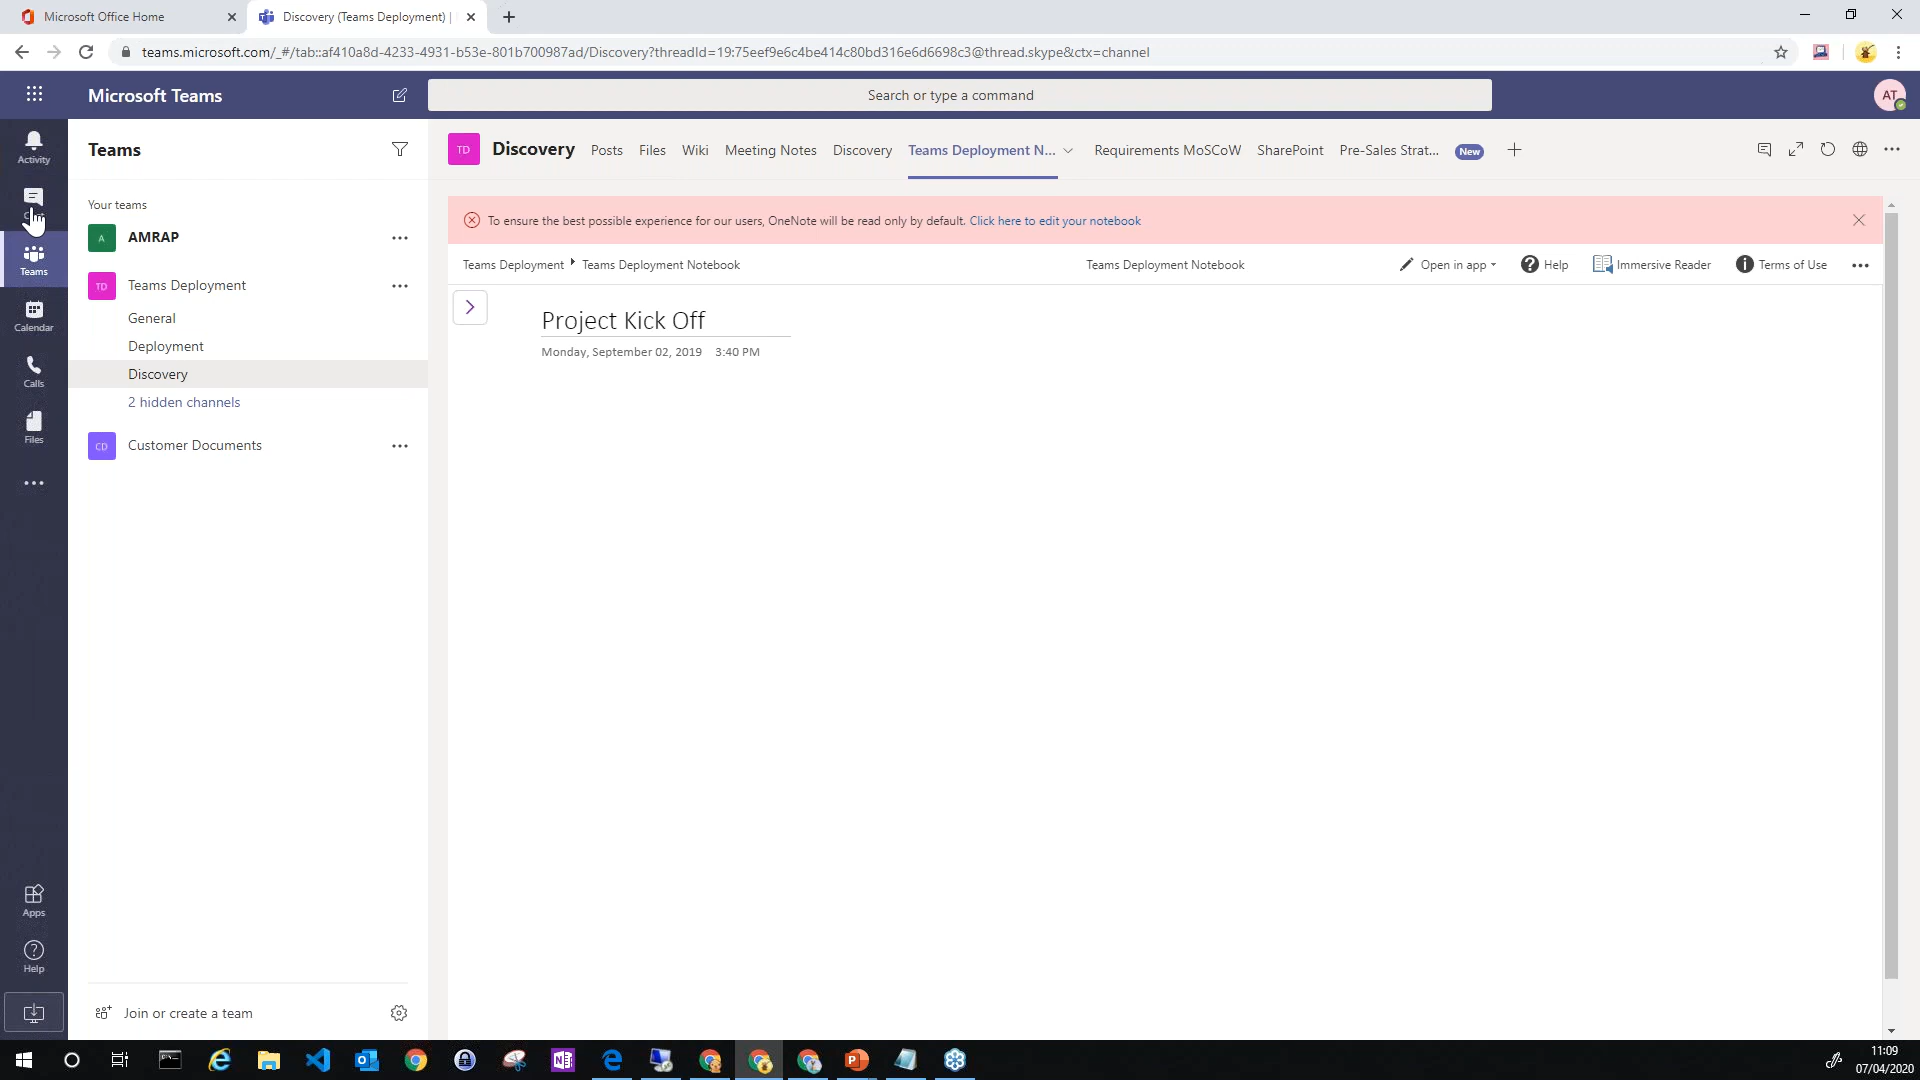 Microsoft Office Home
Discovery (Teams Deployment) |
teams.microsoft.com/_#/tab::af410a8d-4233-4931-b53e-801b700987ad/Discovery?threadId=19:75eef9e6c4be414c80bd316e6d6698c3@thread.skype&ctx=channel
Microsoft Teams
Search or type a command
AT
Activity
Teams
Calendar
Calls
Files
Apps
Help
Teams
Your teams
A AMRAP
TD Teams Deployment
General
Deployment
Discovery
2 hidden channels
CD Customer Documents
Join or create a team
TD Discovery Posts Files Wiki Meeting Notes Discovery Teams Deployment N... Requirements MoSCoW SharePoint Pre-Sales Strat... New
To ensure the best possible experience for our users, OneNote will be read only by default. Click here to edit your notebook
Teams Deployment Teams Deployment Notebook Teams Deployment Notebook Open in app Help Immersive Reader Terms of Use
Project Kick Off
Monday, September 02, 2019 3:40 PM
11:09
07/04/2020